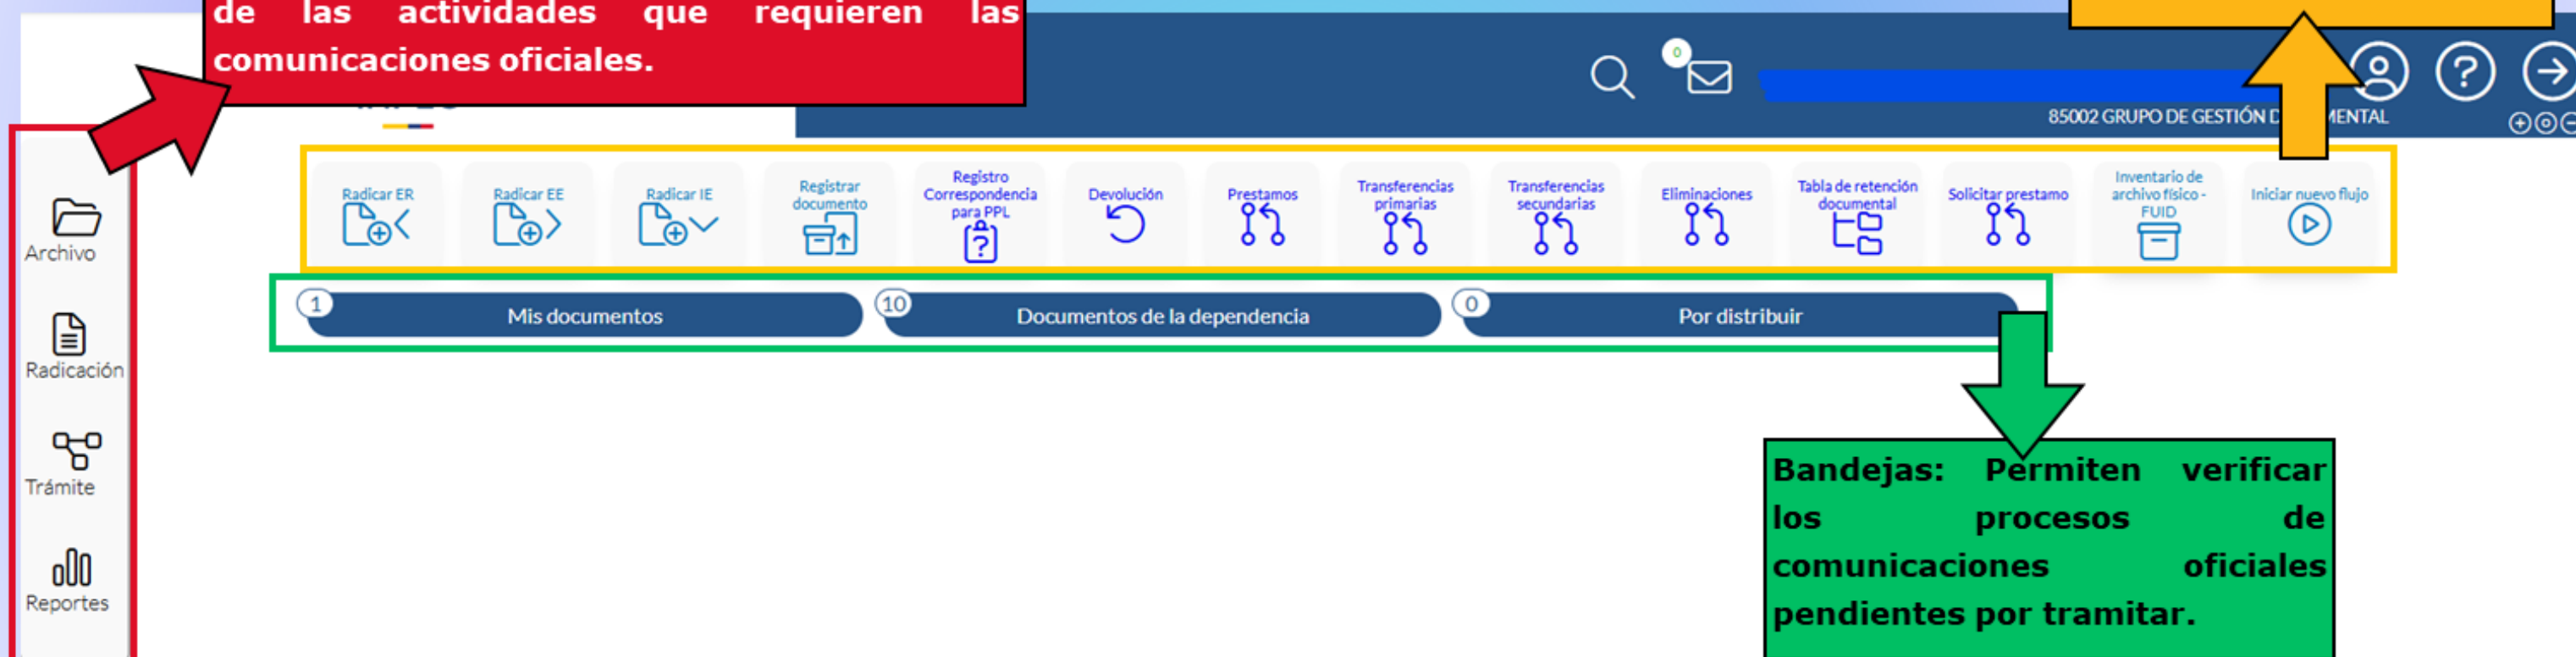 de las actividades que requieren las
comunicaciones oficiales.
0
85002 GRUPO DE GESTIÓN
Archivo
Radicación
Trámite
Reportes
Radicar ER
Radicar EE
Radicar IE
Registrar
documento
Registro
Correspondencia
para PPL
Devolución
Prestamos
Transferencias
primarias
Transferencias
secundarias
Eliminaciones
Tabla de retención
documental
Solicitar prestamo
Inventario de
archivo físico -
FUID
Iniciar nuevo flujo
1
Mis documentos
10
Documentos de la dependencia
0
Por distribuir
Bandejas: Permiten verificar
los procesos de
comunicaciones oficiales
pendientes por tramitar.